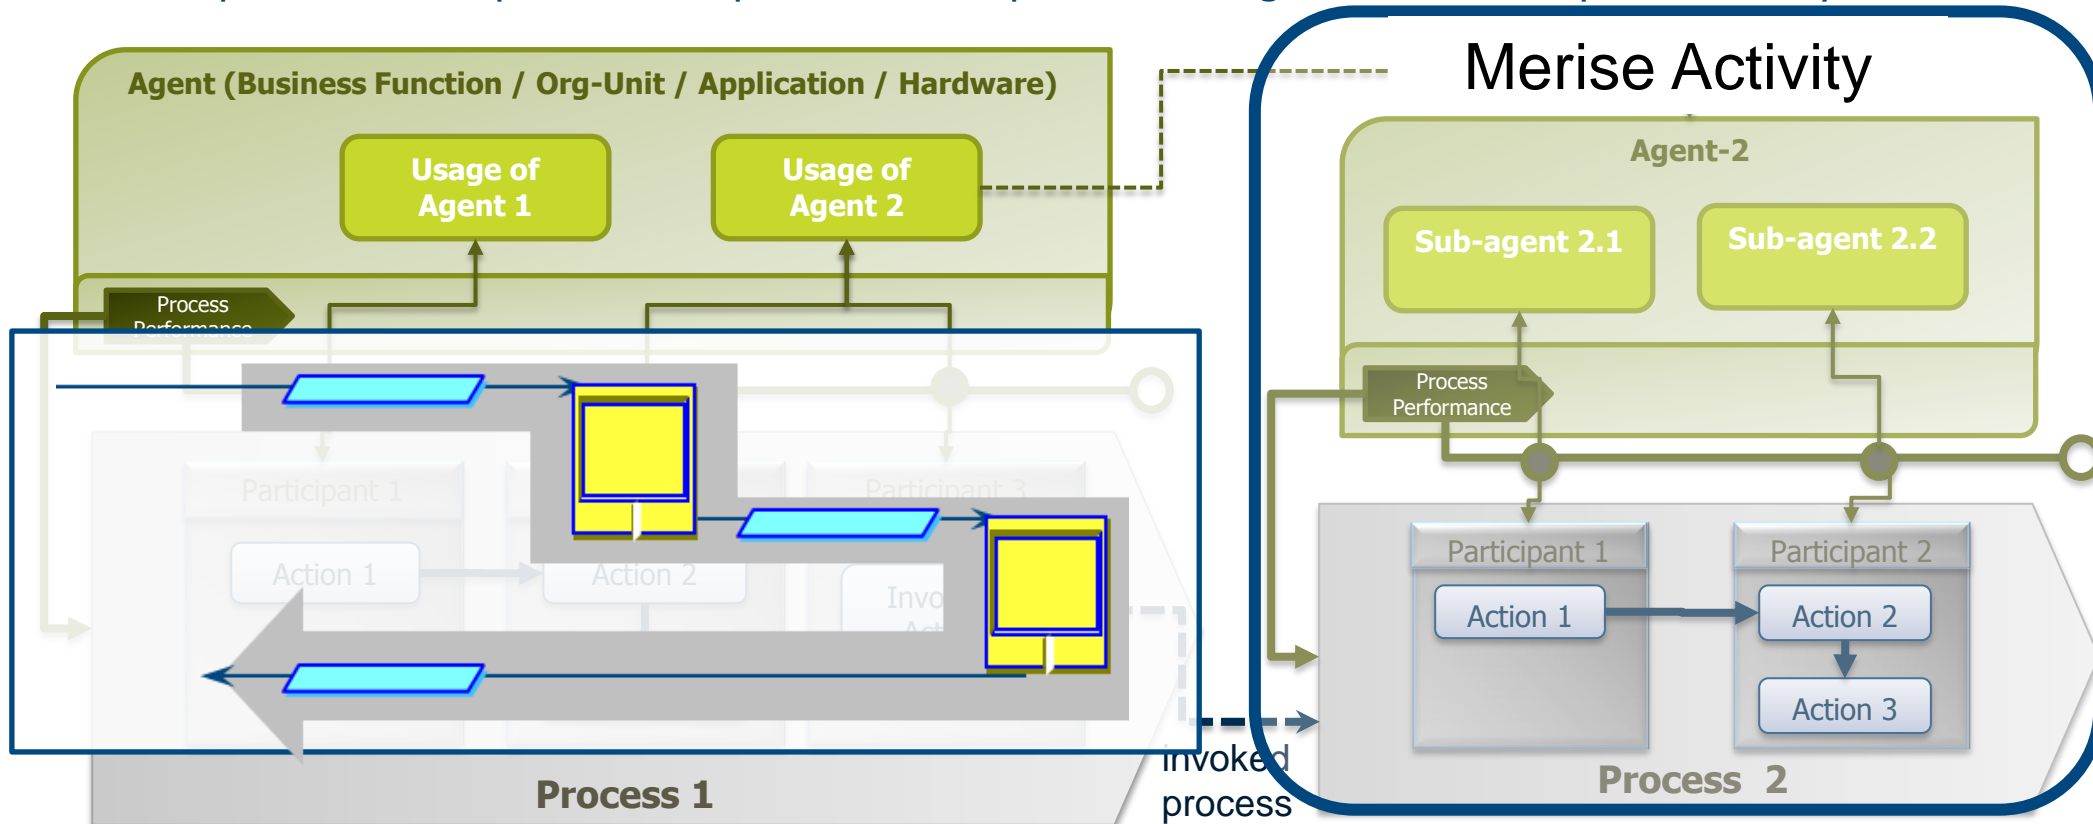 Agent (Business Function / Org-Unit / Application / Hardware)
Usage of
Agent 1
Usage of
Agent 2
Process
Performance
Participant 1
Participant 3
Action 1
Action 2
Process 1
invoked
process
Merise Activity
Agent-2
Sub-agent 2.1
Sub-agent 2.2
Process
Performance
Participant 1
Participant 2
Action 1
Action 2
Action 3
Process 2